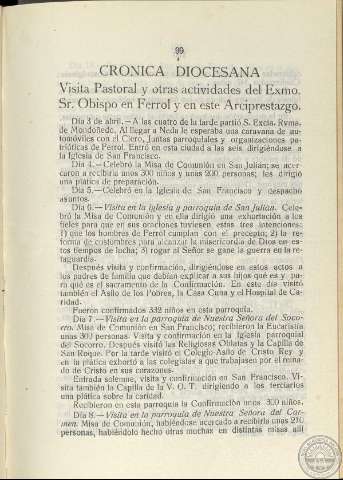 99
CRONICA DIOCESANA
Visita Pastoral y otras actividades del Exmo.
Sr. Obispo en Ferrol y en este Arciprestazgo.
Día 3 de abril.—A las cuatro de la tarde partió S. Excia. Rvma.
de Mondoñedo. Al llegar a Neda le esperaba una caravana de au-
tomóviles con el Clero, Juntas parroquiales y organizaciones pa-
trióticas de Ferrol. Entró en esta ciudad a las seis dirigiéndose a
la Iglesia de San Francisco.
Día 4.—Celebró la Misa de Comunión en San Julián; se acer-
caron a recibirla unos 300 niños y unas 200 personas; les dirigió
una plática de preparación.
Día 5.—Celebró en la Iglesia de San Francisco y despachó
asuntos.
Día 6.—Visita en la iglesia y parroquia de San Julián. Cele-
bró la Misa de Comunión y en ella dirigió una exhortación a los
fieles para que en sus oraciones tuviesen estas tres intenciones:
1) que los hombres de Ferrol cumplan con el precepto; 2) la re-
forma de costumbres para alcanzar la misericordia de Dios en es-
tos tiempos de lucha; 3) rogar al Señor se gane la guerra en la re-
taguardia.
Después visita y confirmación, dirigiéndose en estos actos a
los padres de familia que debían explicar a sus hijos qué es y pa-
ra qué es el sacramento de la Confirmación. En este día visitó
también el Asilo de los Pobres, la Casa Cuna y el Hospital de Ca-
ridad.
Fueron confirmados 332 niños en esta parroquia.
Día 7.—Visita en la parroquia de Nuestra Señora del Soco-
rro. Misa de Comunión en San Francisco; recibieron la Eucaristía
unas 300 personas. Visita y confirmación en la Iglesia parroquial
del Socorro. Después visitó las Religiosas Oblatas y la Capilla de
San Roque. Por la tarde visitó el Colegio Asilo de Cristo Rey y
en la plática exhortó a los colegiales a que trabajasen por el reina-
do de Cristo en sus corazones.
Entrada solemne, visita y confirmación en San Francisco. Vi-
sita también la Capilla de la V. O. T. dirigiendo a los terciarios
una plática sobre la caridad.
Recibieron en esta parroquia la Confirmación unos 300 niños.
Día 8.—Visita en la parroquia de Nuestra Señora del Car-
men. Misa de Comunión, habiéndose acercado a recibirla unas 210
personas, habiéndolo hecho otras muchas en distintas misas allí